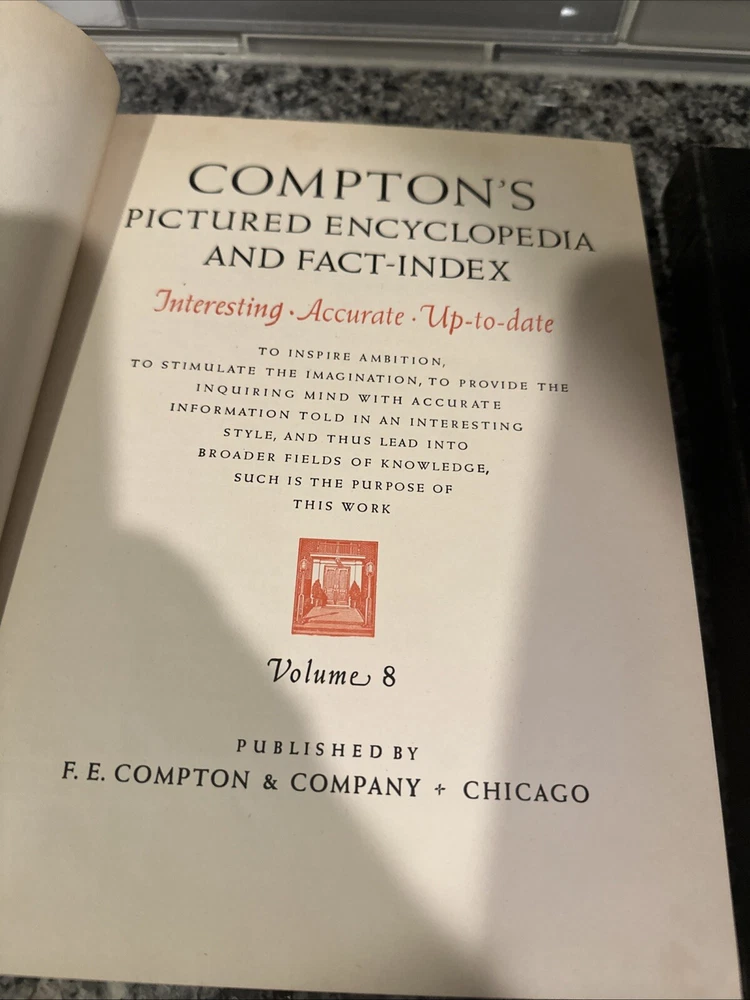 COMPTON'S
PICTURED ENCYCLOPEDIA
AND FACT-INDEX
Interesting · Accurate · Up-to-date
TO INSPIRE AMBITION,
TO STIMULATE THE IMAGINATION, TO PROVIDE THE
INQUIRING MIND WITH ACCURATE
INFORMATION TOLD IN AN INTERESTING
STYLE, AND THUS LEAD INTO
BROADER FIELDS OF KNOWLEDGE,
SUCH IS THE PURPOSE OF
THIS WORK
Volume 8
PUBLISHED BY
F. E. COMPTON & COMPANY + CHICAGO